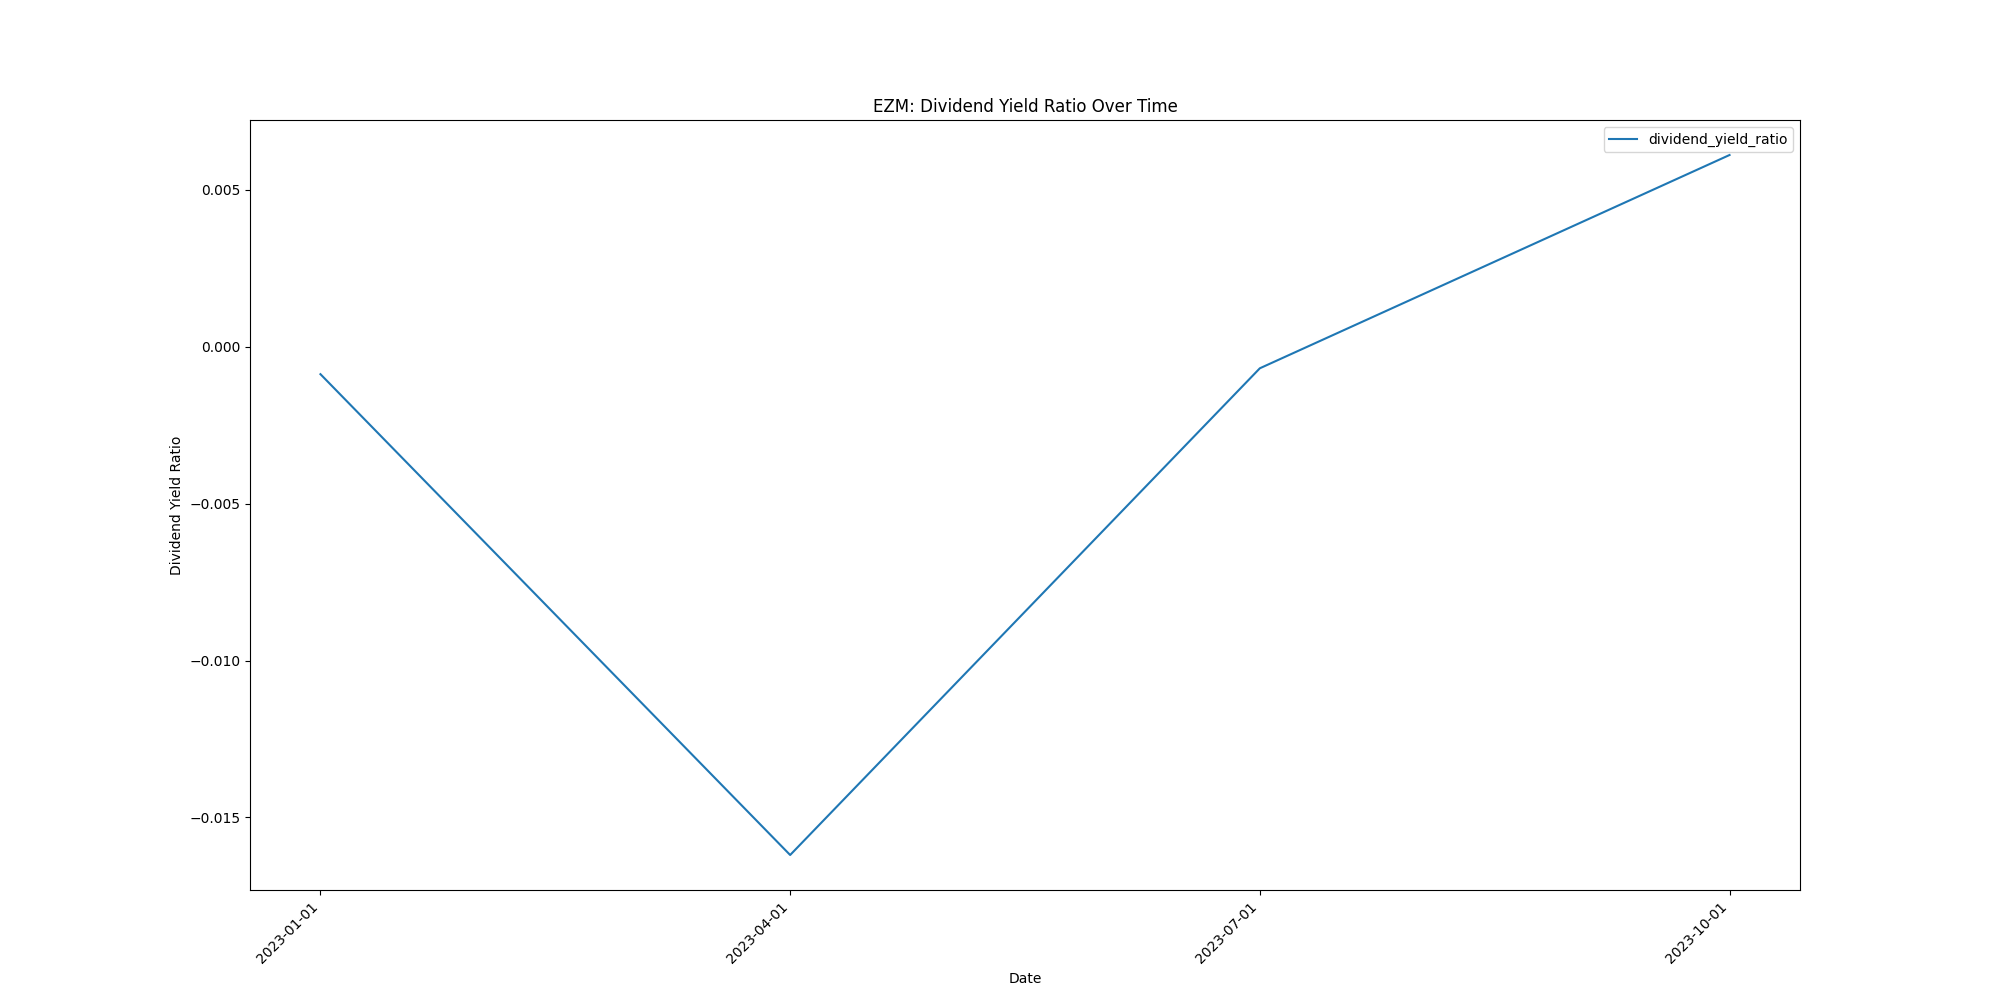 EZM: Dividend Yield Ratio Over Time
dividend_yield_ratio
Dividend Yield Ratio
0.005
0.000
−0.005
−0.010
−0.015
2023-01-01
2023-04-01
2023-07-01
2023-10-01
Date